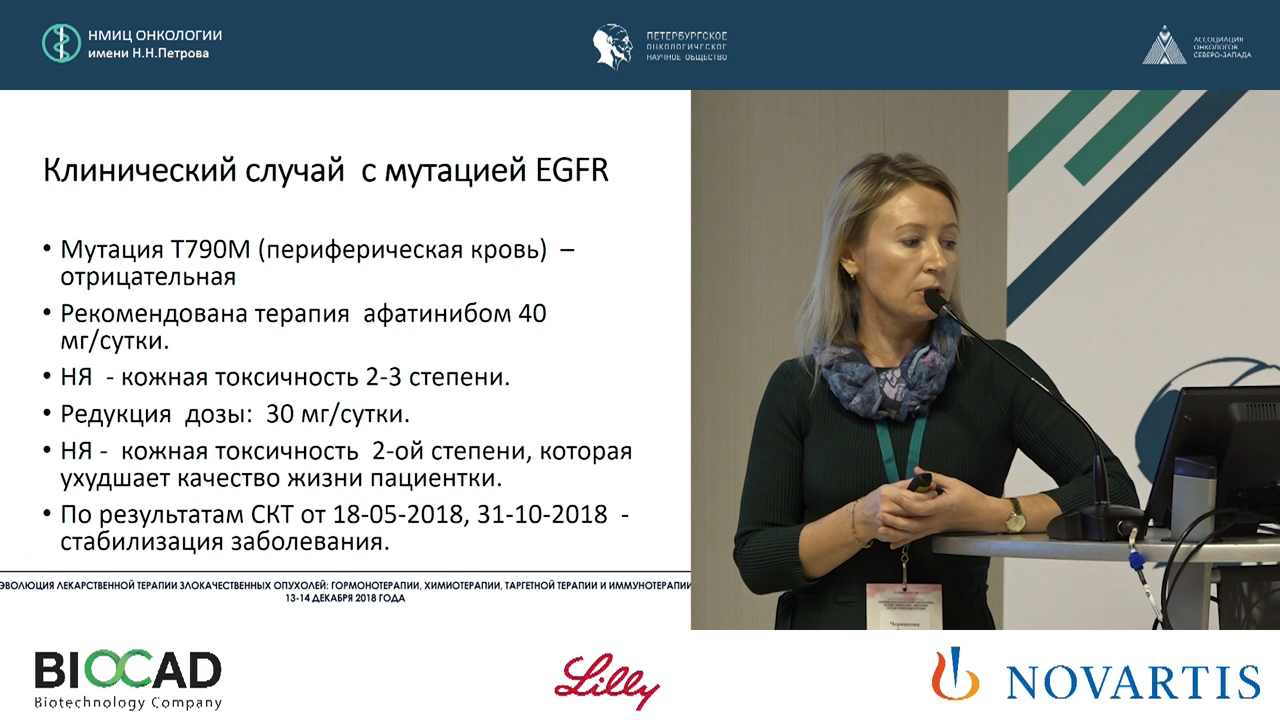 НМИЦ ОНКОЛОГИИ
имени Н.Н.Петрова
ПЕТЕРБУРГСКОЕ
ОНКОЛОГИЧЕСКОЕ
НАУЧНОЕ ОБЩЕСТВО
АССОЦИАЦИЯ
ОНКОЛОГОВ
СЕВЕРО-ЗАПАДА
Клинический случай с мутацией EGFR
• Мутация T790M (периферическая кровь) –
отрицательная
• Рекомендована терапия афатинибом 40
мг/сутки.
• НЯ - кожная токсичность 2-3 степени.
• Редукция дозы: 30 мг/сутки.
• НЯ - кожная токсичность 2-ой степени, которая
ухудшает качество жизни пациентки.
• По результатам СКТ от 18-05-2018, 31-10-2018 -
стабилизация заболевания.
ЭВОЛЮЦИЯ ЛЕКАРСТВЕННОЙ ТЕРАПИИ ЗЛОКАЧЕСТВЕННЫХ ОПУХОЛЕЙ: ГОРМОНОТЕРАПИИ, ХИМИОТЕРАПИИ, ТАРГЕТНОЙ ТЕРАПИИ И ИММУНОТЕРАПИИ
13-14 ДЕКАБРЯ 2018 ГОДА
BIOCAD
Biotechnology Company
Lilly
NOVARTIS